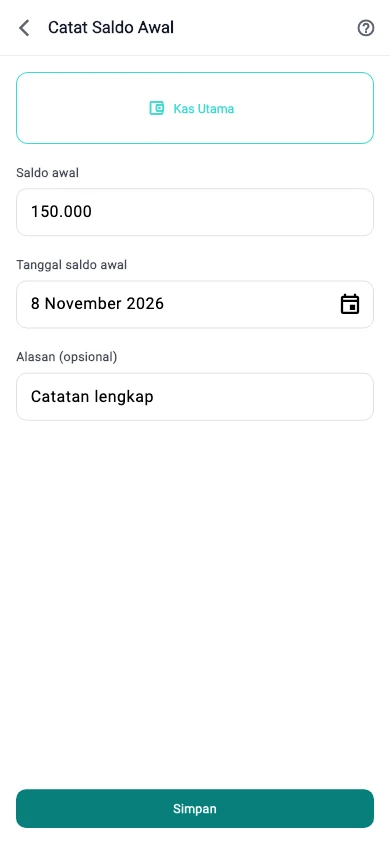 Catat Saldo Awal
Kas Utama
Saldo awal
150.000
Tanggal saldo awal
8 November 2026
Alasan (opsional)
Catatan lengkap
Simpan